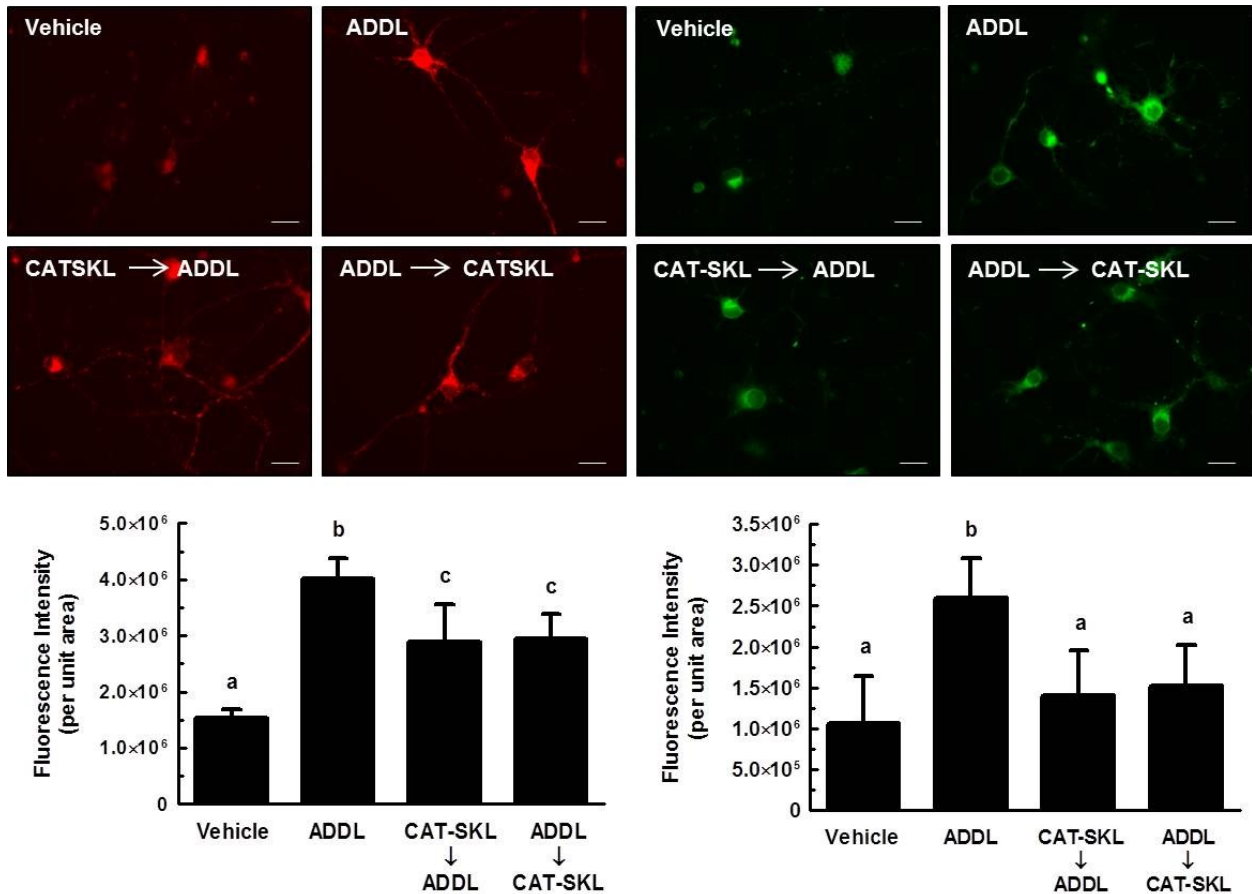 Vehicle
ADDL
Vehicle
ADDL
CATSKL → ADDL
ADDL → CATSKL
CAT-SKL → ADDL
ADDL → CAT-SKL
Fluorescence Intensity
(per unit area)
5.0×10⁶
4.0×10⁶
3.0×10⁶
2.0×10⁶
1.0×10⁶
0
a
b
c
c
Vehicle
ADDL
CAT-SKL
↓
ADDL
ADDL
↓
CAT-SKL
Fluorescence Intensity
(per unit area)
3.5×10⁶
3.0×10⁶
2.5×10⁶
2.0×10⁶
1.5×10⁶
1.0×10⁶
5.0×10⁵
0
a
b
a
a
Vehicle
ADDL
CAT-SKL
↓
ADDL
ADDL
↓
CAT-SKL